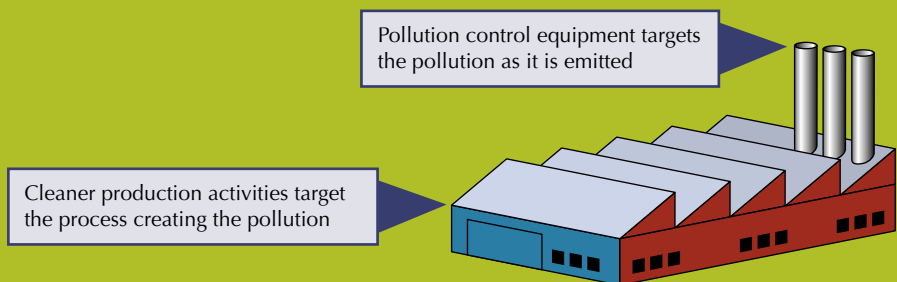 Pollution control equipment targets
the pollution as it is emitted
Cleaner production activities target
the process creating the pollution